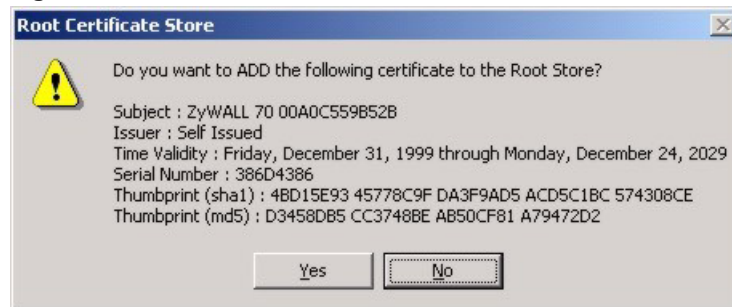 Root Certificate Store
Do you want to ADD the following certificate to the Root Store?
Subject : ZyWALL 70 00A0C559B52B
Issuer : Self Issued
Time Validity : Friday, December 31, 1999 through Monday, December 24, 2029
Serial Number : 386D4386
Thumbprint (sha1) : 4BD15E93 45778C9F DA3F9AD5 ACD5C1BC 574308CE
Thumbprint (md5) : D3458DB5 CC3748BE AB50CF81 A79472D2
Yes No